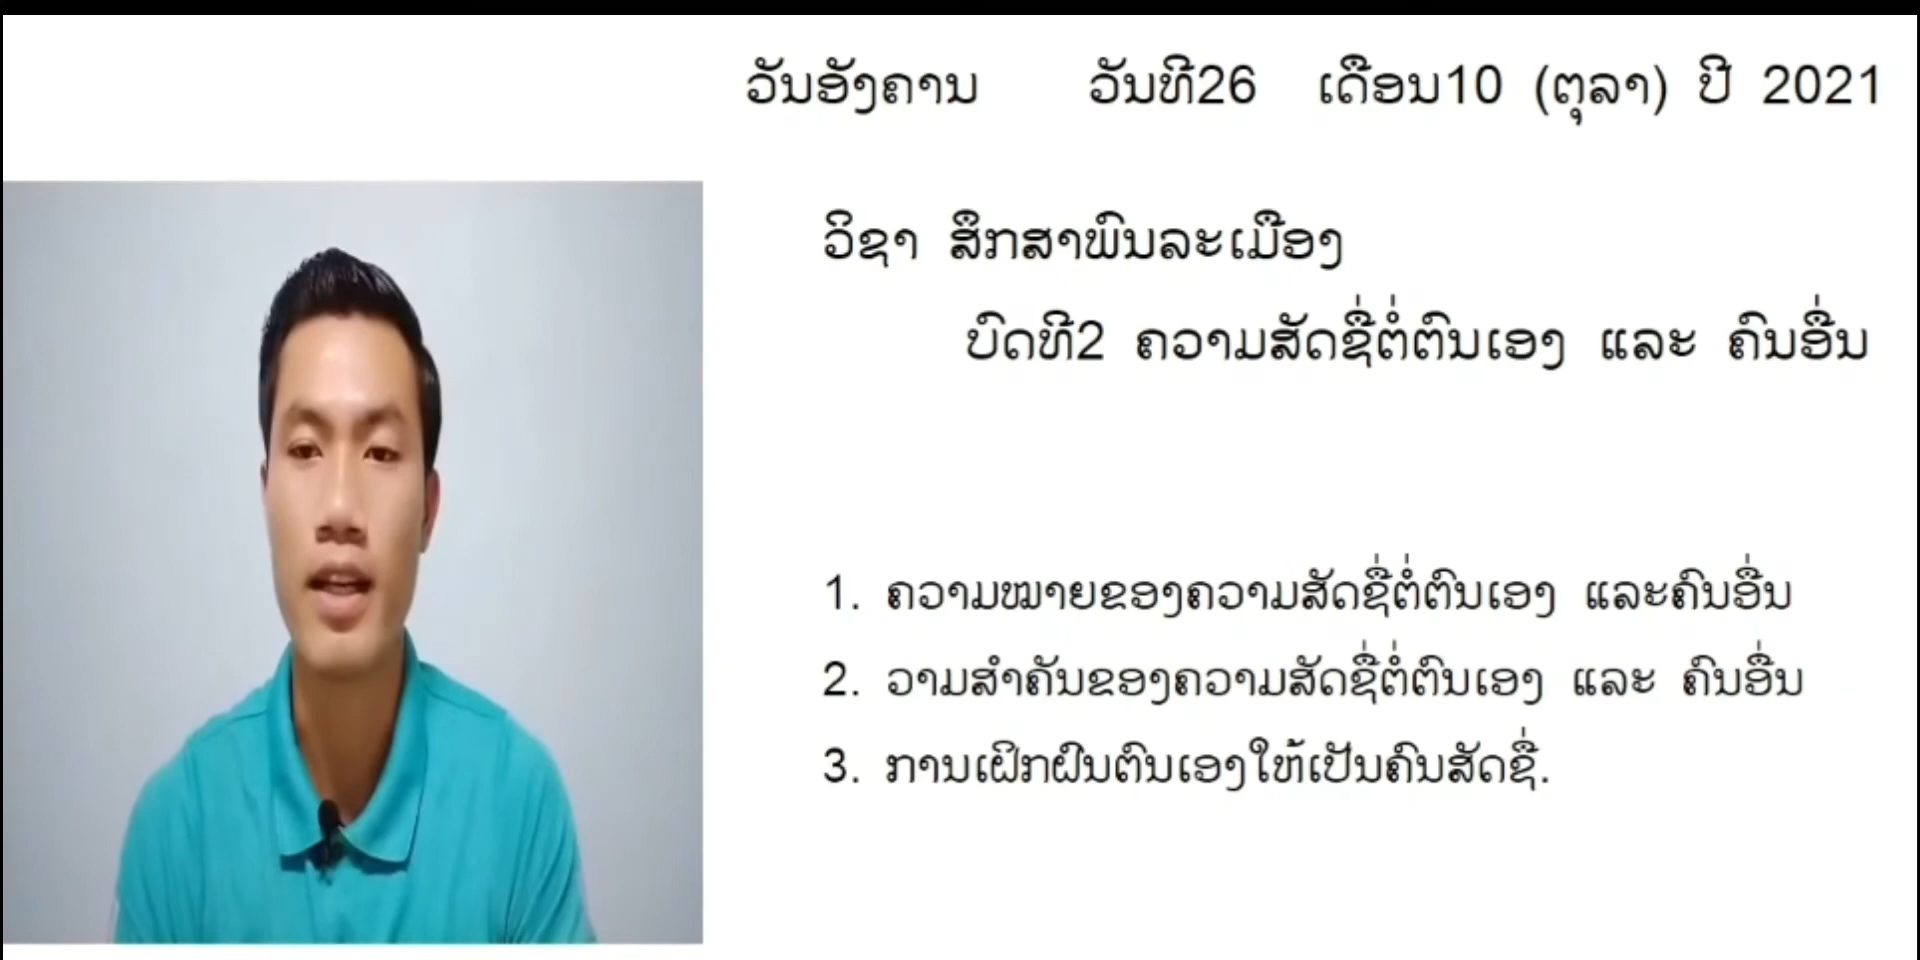 ວັນອັງຄານ ວັນທີ26 ເດືອນ10 (ຕຸລາ) ປີ 2021
ວິຊາ ສຶກສາພົນລະເມືອງ
ບົດທີ2 ຄວາມສັດຊື່ຕໍ່ຕົນເອງ ແລະ ຄົນອື່ນ
1. ຄວາມໝາຍຂອງຄວາມສັດຊື່ຕໍ່ຕົນເອງ ແລະຄົນອື່ນ
2. ວາມສຳຄັນຂອງຄວາມສັດຊື່ຕໍ່ຕົນເອງ ແລະ ຄົນອື່ນ
3. ການເຝິກຝົນຕົນເອງໃຫ້ເປັນຄົນສັດຊື່.